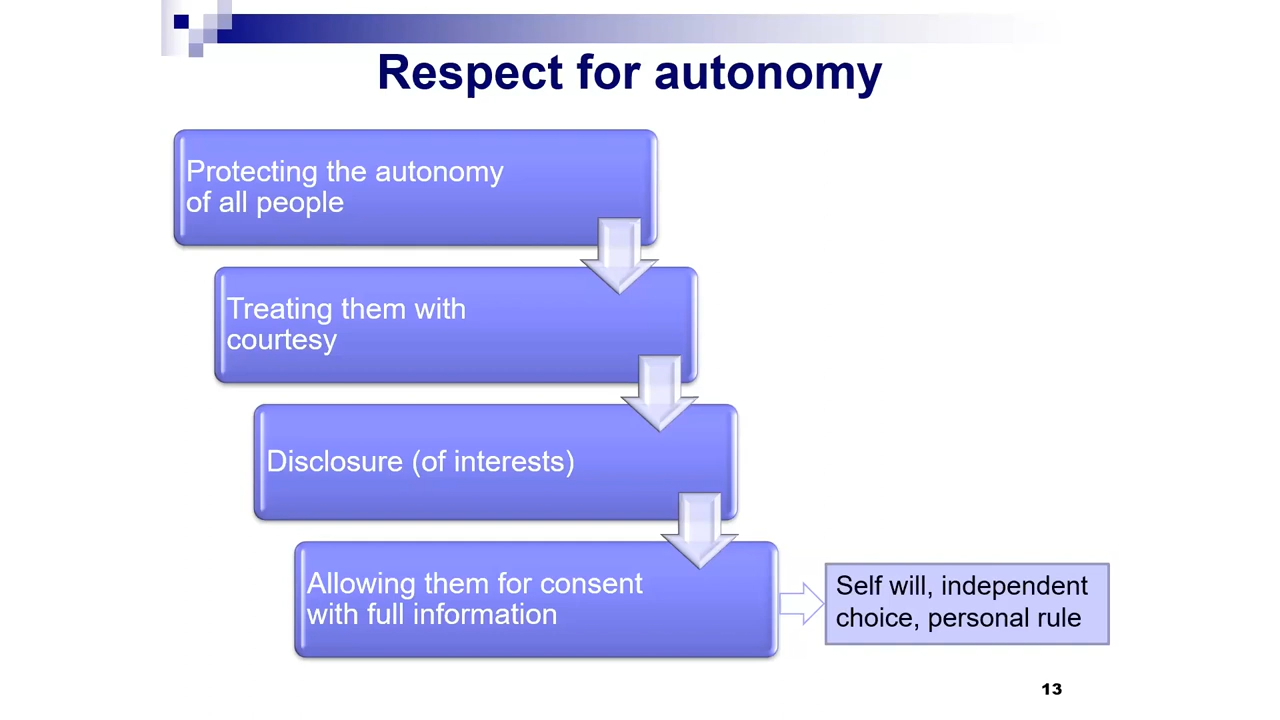 Respect for autonomy
Protecting the autonomy
of all people
Treating them with
courtesy
Disclosure (of interests)
Allowing them for consent
with full information
Self will, independent
choice, personal rule
13